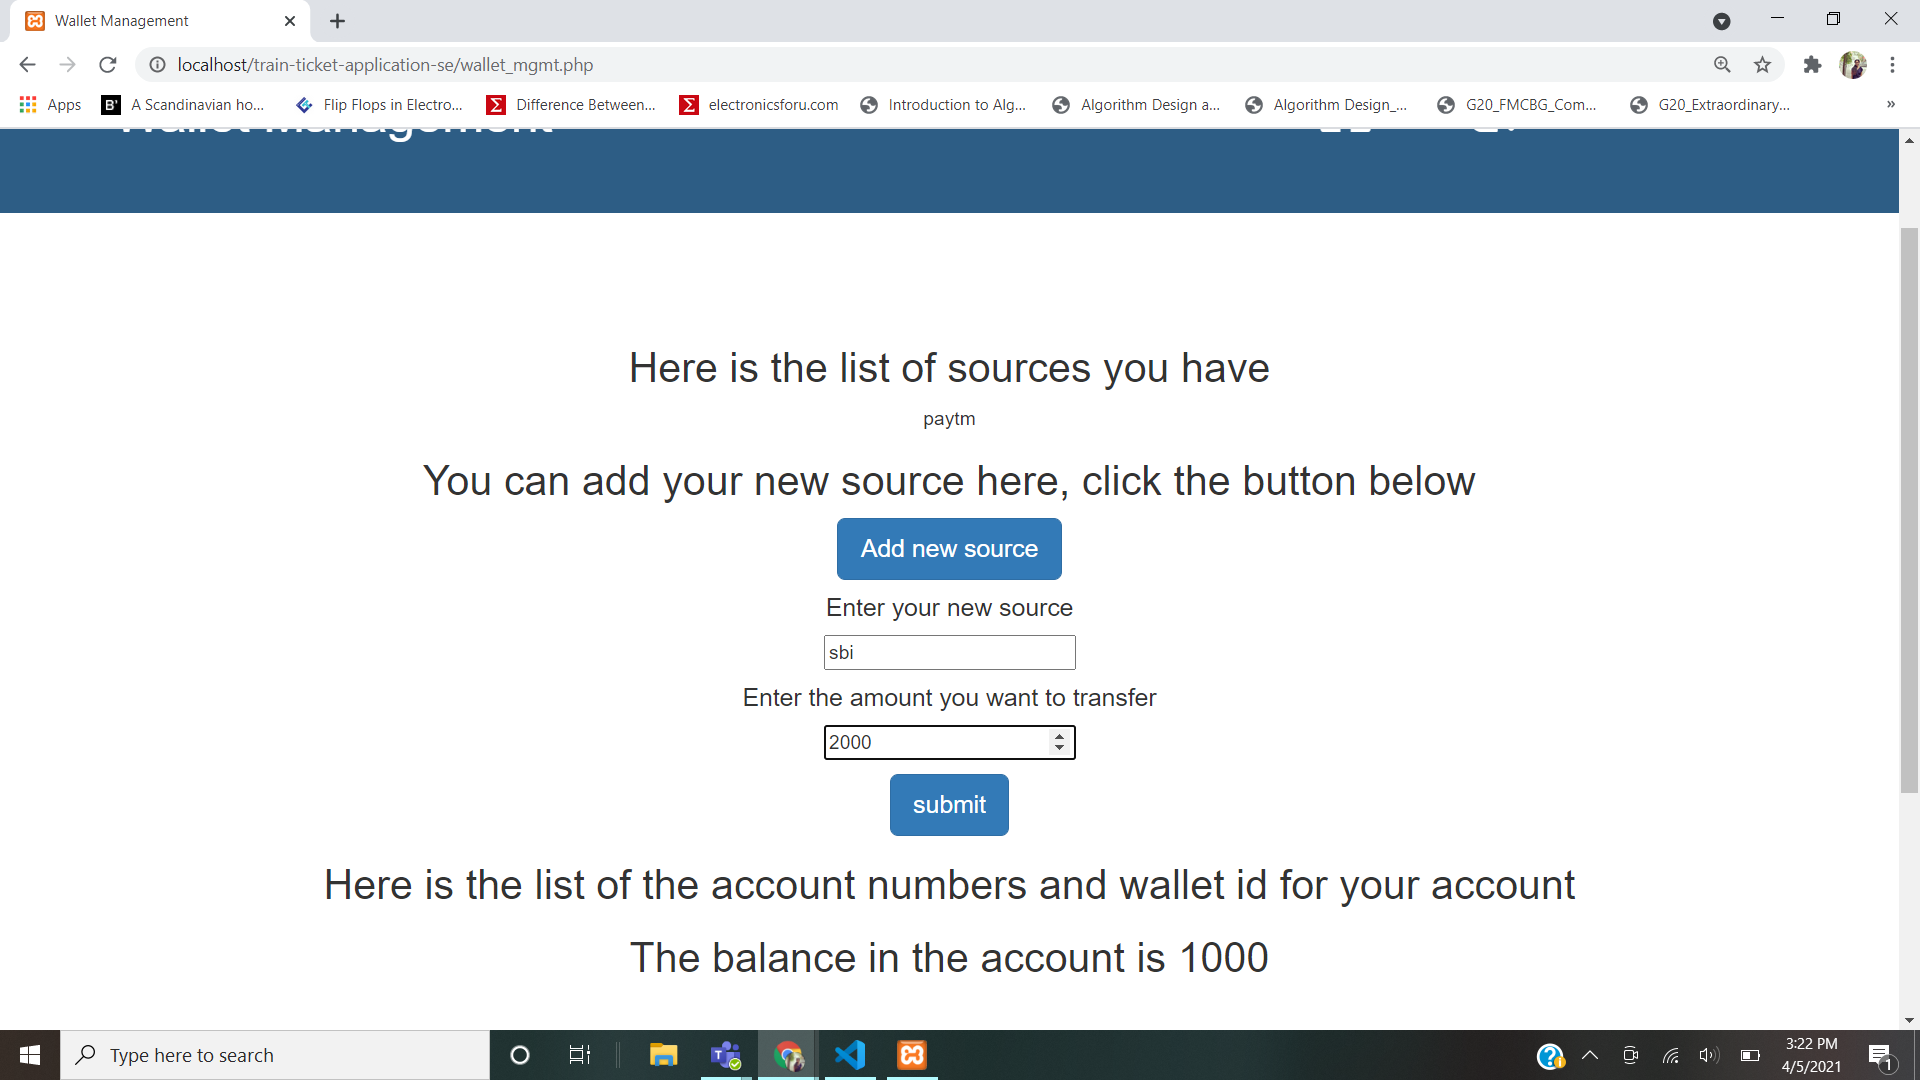 Wallet Management
localhost/train-ticket-application-se/wallet_mgmt.php
Apps
A Scandinavian ho...
Flip Flops in Electro...
Difference Between...
electronicsforu.com
Introduction to Alg...
Algorithm Design a...
Algorithm Design_...
G20_FMCBG_Com...
G20_Extraordinary...
»
Wallet Management
Here is the list of sources you have
paytm
You can add your new source here, click the button below
Add new source
Enter your new source
sbi
Enter the amount you want to transfer
2000
submit
Here is the list of the account numbers and wallet id for your account
The balance in the account is 1000
Type here to search
3:22 PM
4/5/2021
1